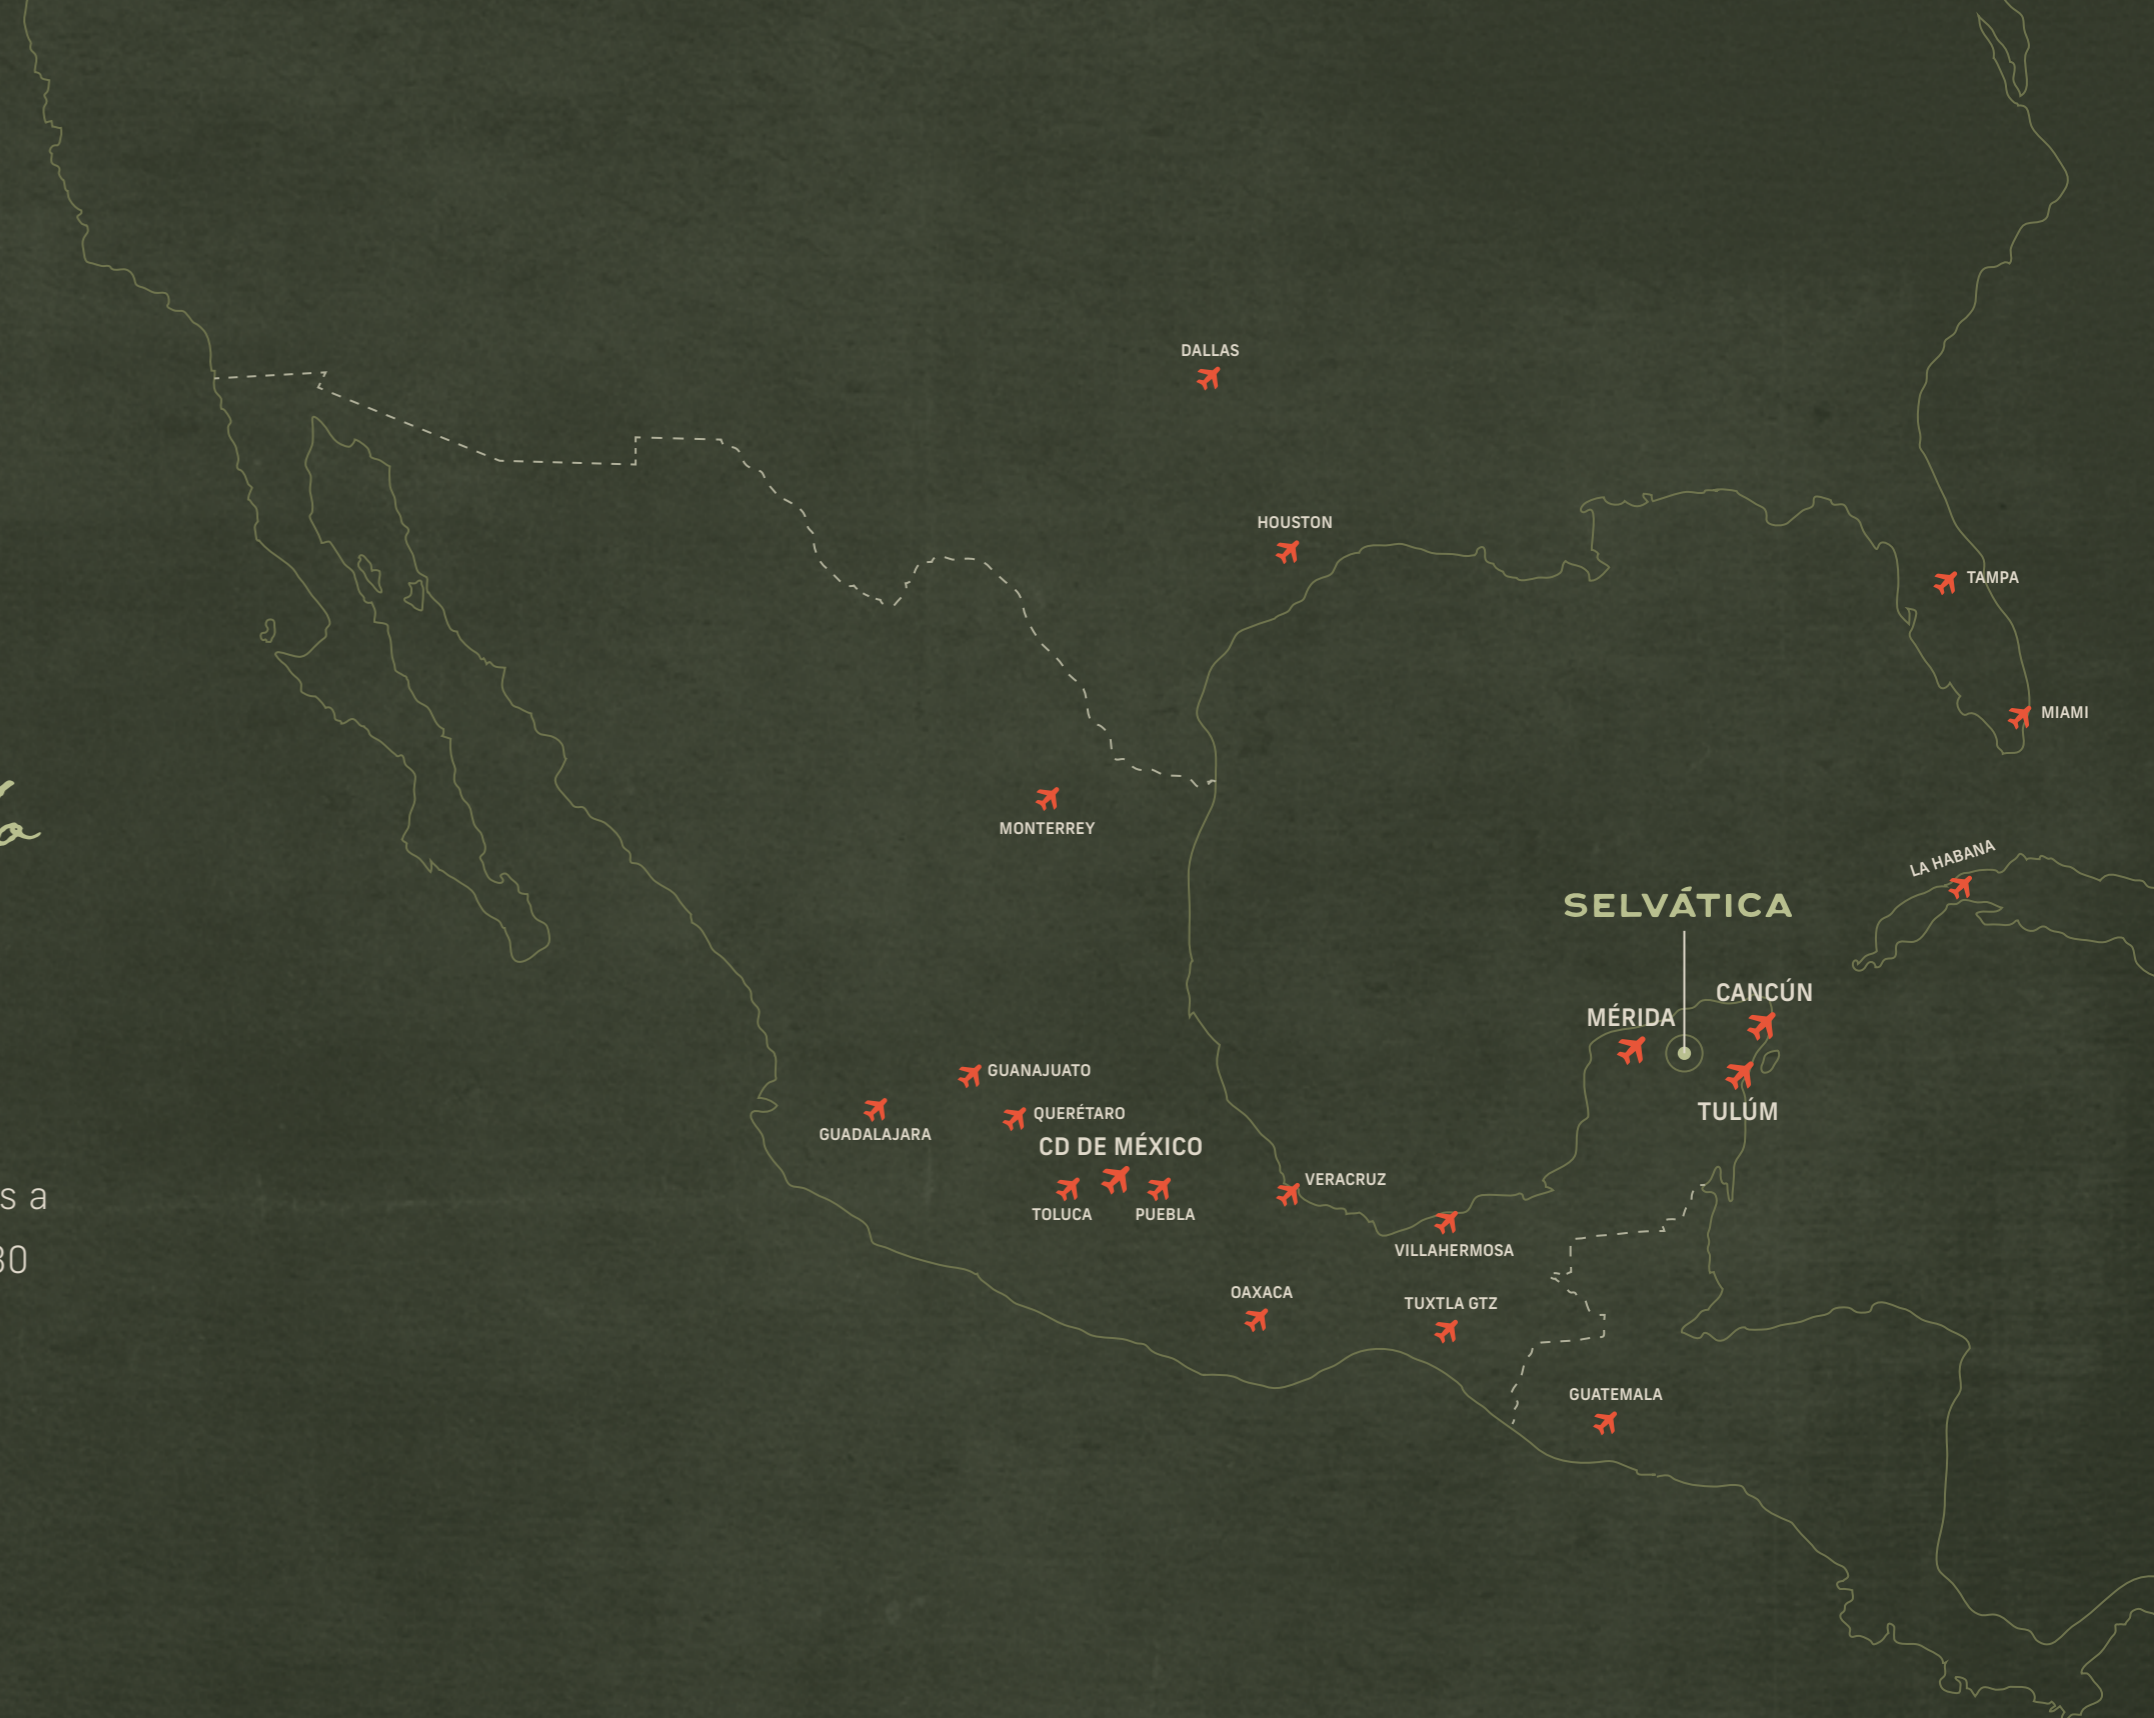 DALLAS
HOUSTON
TAMPA
MIAMI
MONTERREY
LA HABANA
SELVÁTICA
CANCÚN
MÉRIDA
GUANAJUATO
GUADALAJARA
QUERÉTARO
TULÚM
CD DE MÉXICO
VERACRUZ
s a
TOLUCA
PUEBLA
VILLAHERMOSA
30
OAXACA
TUXTLA GTZ
GUATEMALA